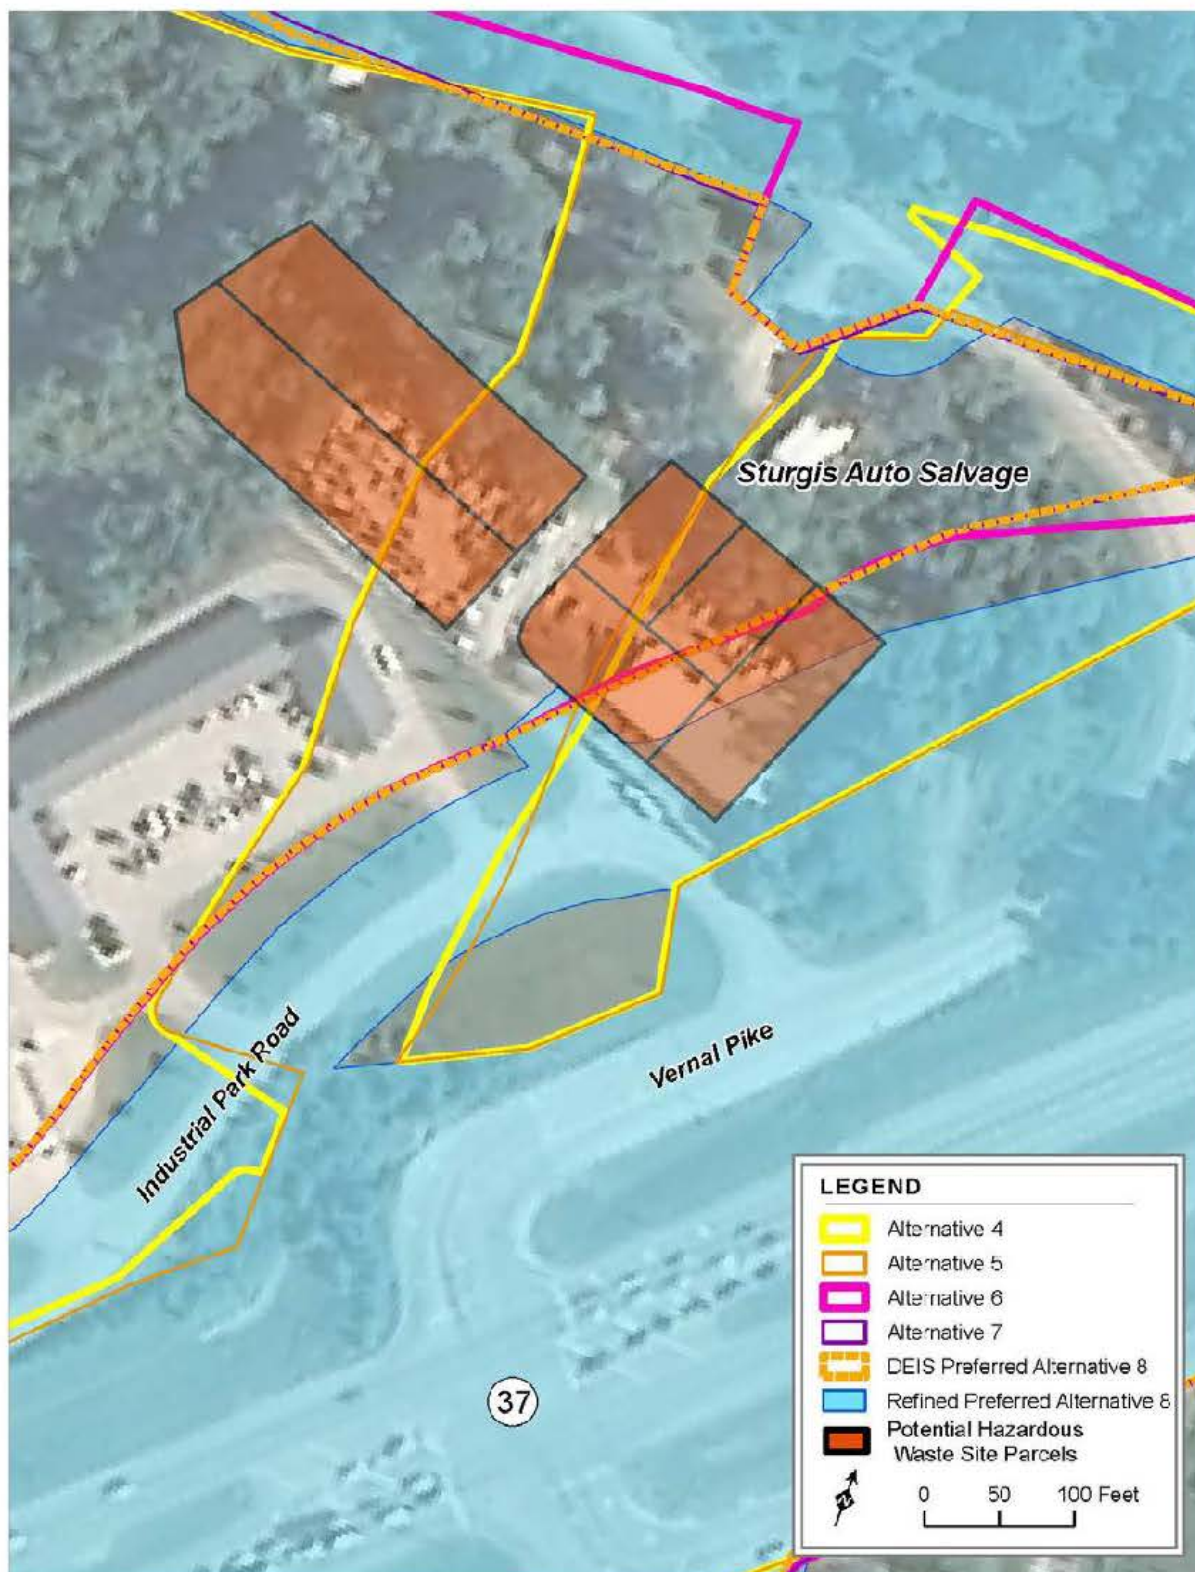 Sturgis Auto Salvage
Industrial Park Road
Vernal Pike
37
LEGEND
Alternative 4
Alternative 5
Alternative 6
Alternative 7
DEIS Preferred Alternative 8
Refined Preferred Alternative 8
Potential Hazardous
Waste Site Parcels
N
0 50 100 Feet